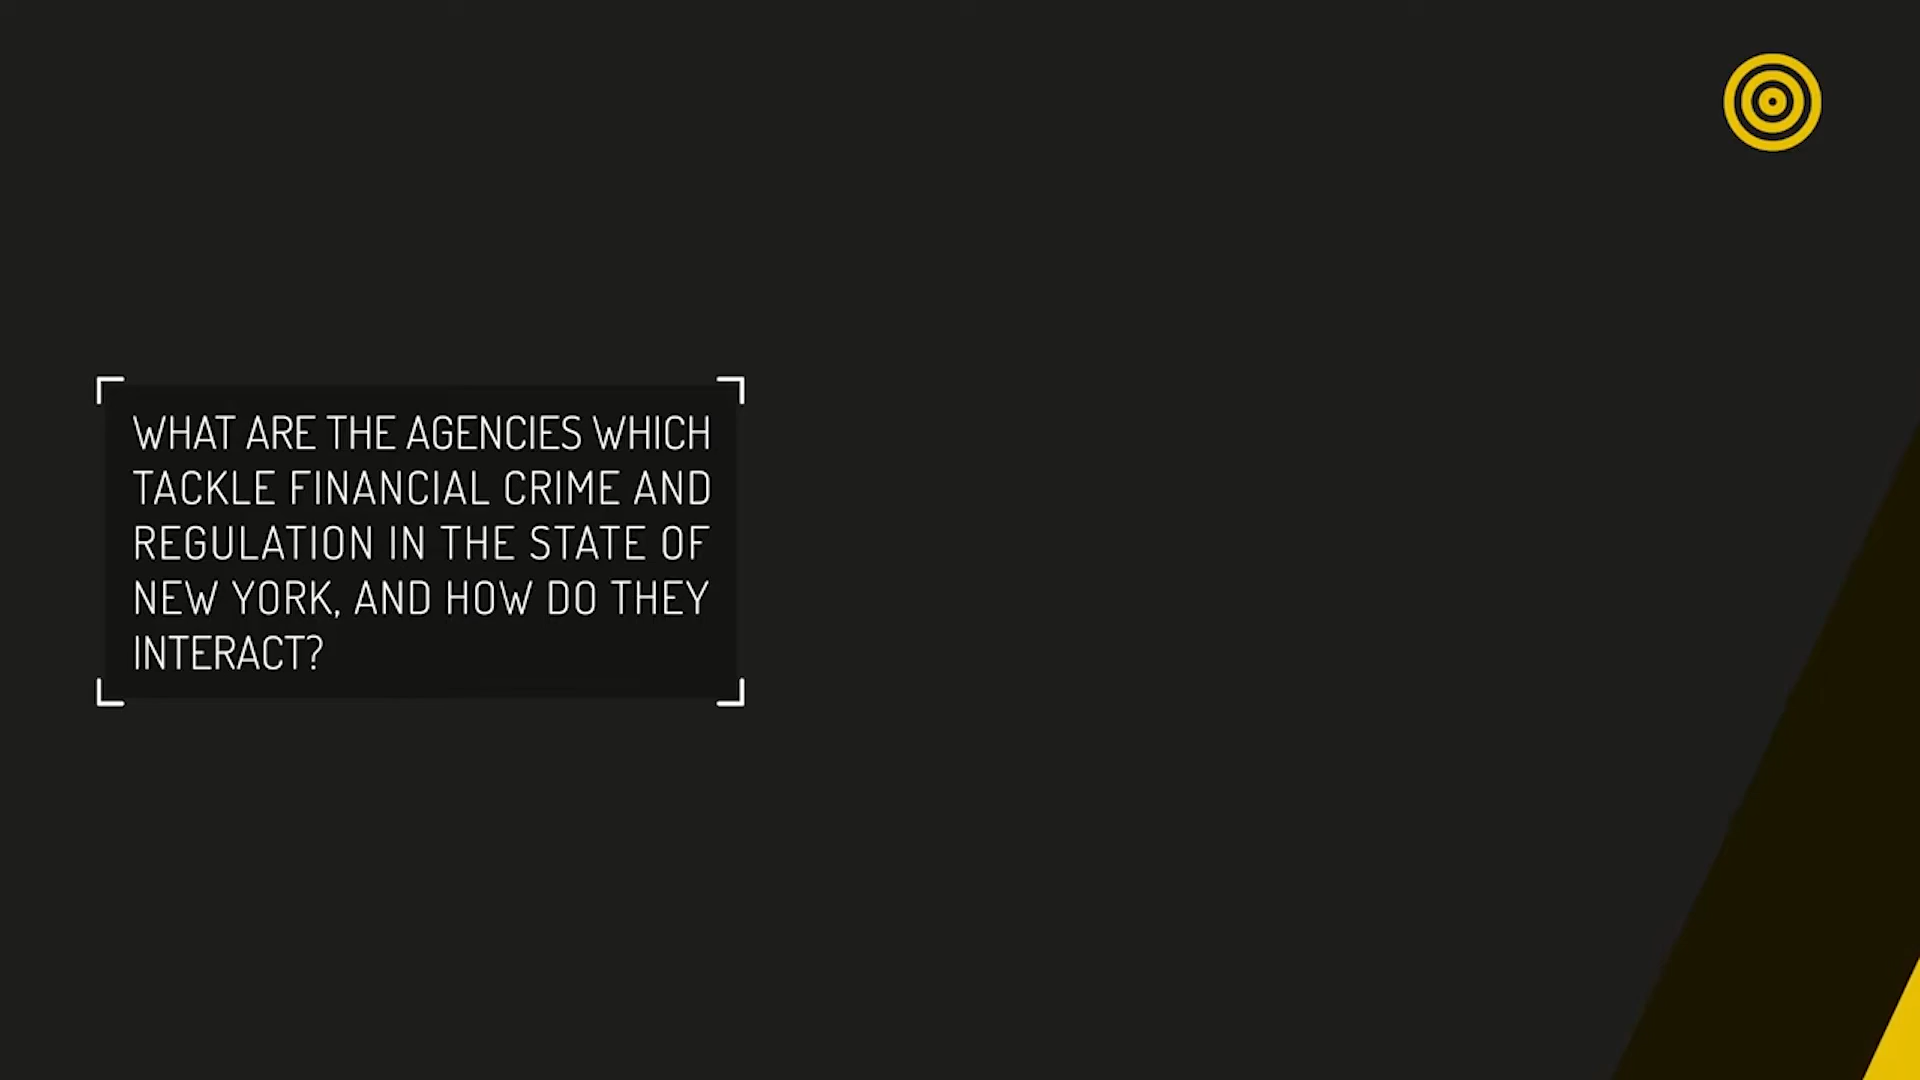 WHAT ARE THE AGENCIES WHICH
TACKLE FINANCIAL CRIME AND
REGULATION IN THE STATE OF
NEW YORK, AND HOW DO THEY
INTERACT?